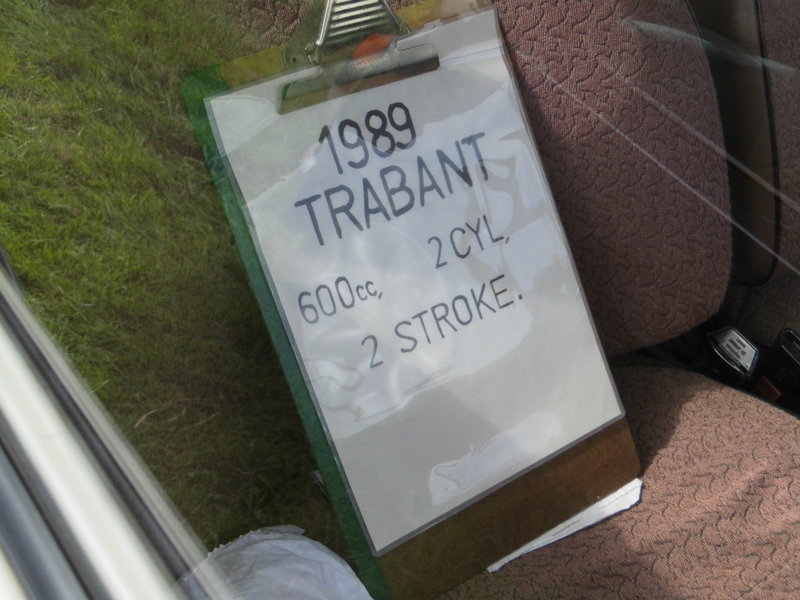 1989
TRABANT
600cc, 2 CYL,
2 STROKE.